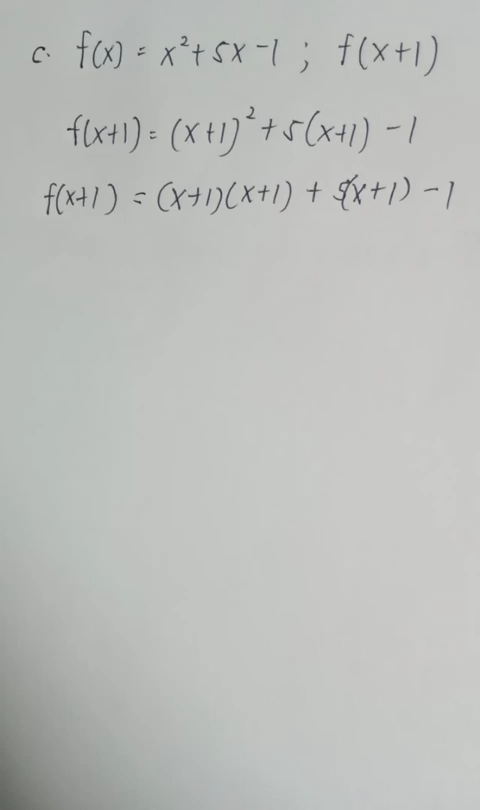 c. f(x) = x²+5x-1 ; f(x+1)
f(x+1) = (x+1)²+5(x+1) -1
f(x+1) = (x+1)(x+1) + 5(x+1) -1